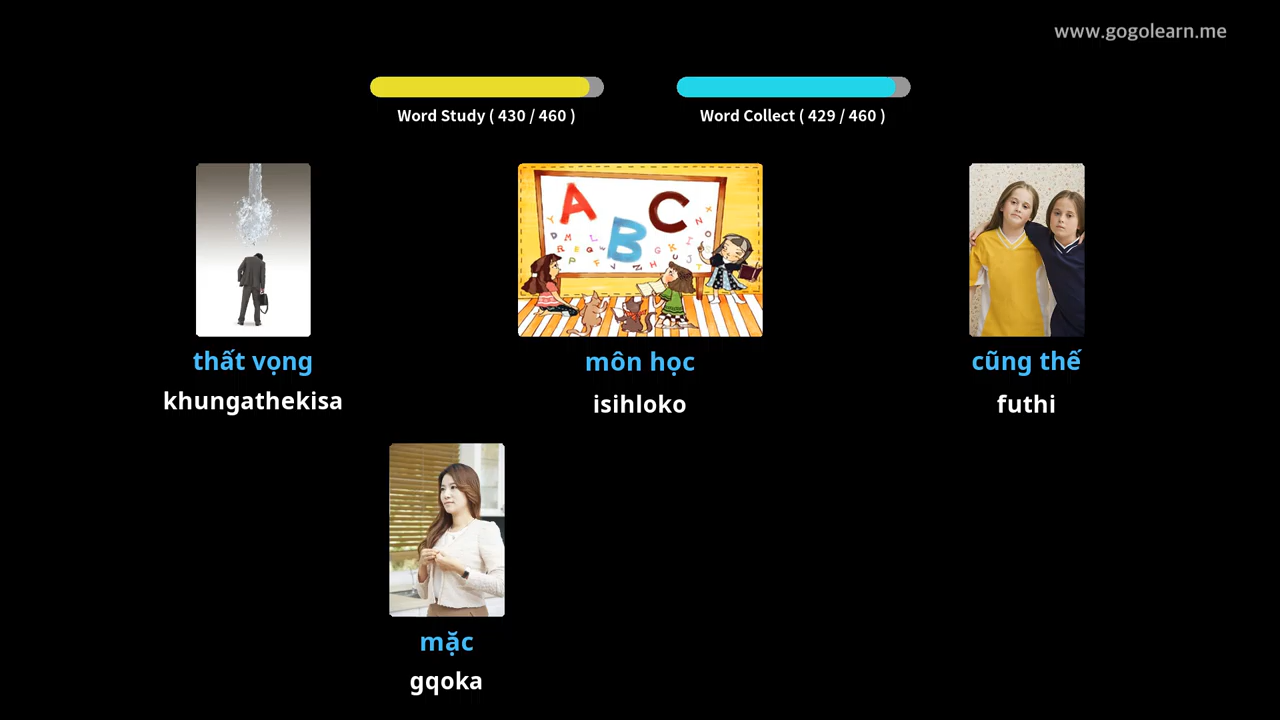 www.gogolearn.me
Word Study ( 430 / 460 )
Word Collect ( 429 / 460 )
A B C
thất vọng
khungathekisa
môn học
isihloko
cũng thế
futhi
mặc
gqoka